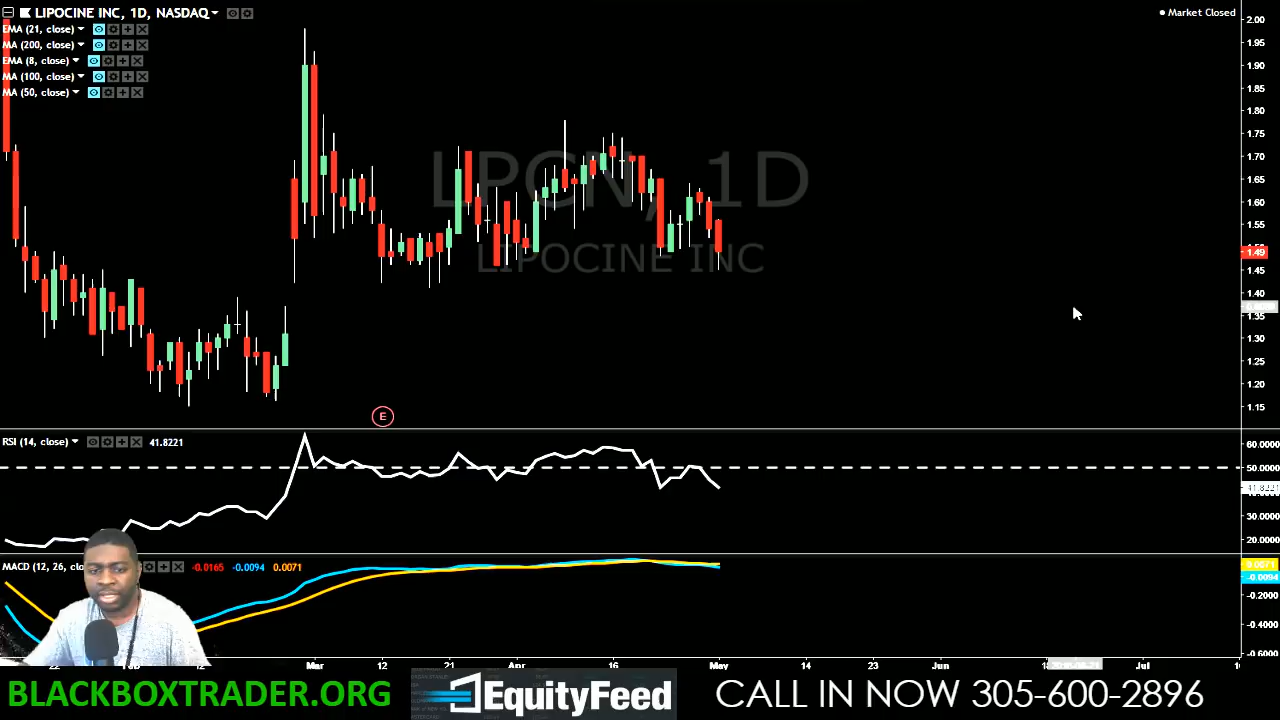 LIPOCINE INC, 1D, NASDAQ
Market Closed
EMA (21, close)
MA (200, close)
EMA (8, close)
MA (100, close)
MA (50, close)
LPCN, 1D
LIPOCINE INC
2.00
1.95
1.90
1.85
1.80
1.75
1.70
1.65
1.60
1.55
1.49
1.45
1.40
1.35
1.30
1.25
1.20
1.15
E
RSI (14, close) 41.8221
60.0000
50.0000
41.8221
30.0000
20.0000
MACD (12, 26, clo -0.0165 -0.0094 0.0071
0.0071
-0.0094
-0.2000
-0.4000
-0.6000
22 12 Mar 12 21 Apr 16 May 14 23 Jun Jul
BLACKBOXTRADER.ORG EquityFeed CALL IN NOW 305-600-2896